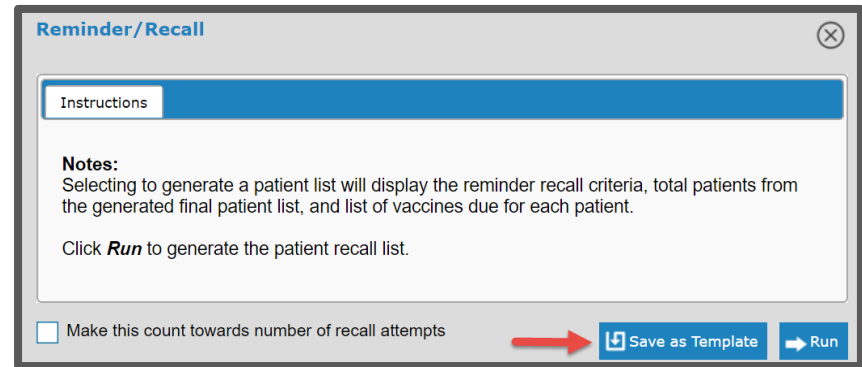 Reminder/Recall
Instructions
Notes:
Selecting to generate a patient list will display the reminder recall criteria, total patients from
the generated final patient list, and list of vaccines due for each patient.
Click Run to generate the patient recall list.
Make this count towards number of recall attempts
Save as Template
Run